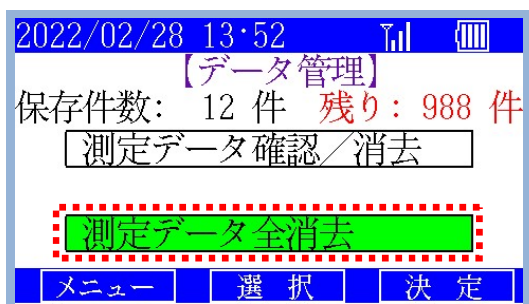 2022/02/28 13:52
【データ管理】
保存件数: 12 件 残り: 988 件
測定データ確認/消去
測定データ全消去
メニュー 選 択 決 定